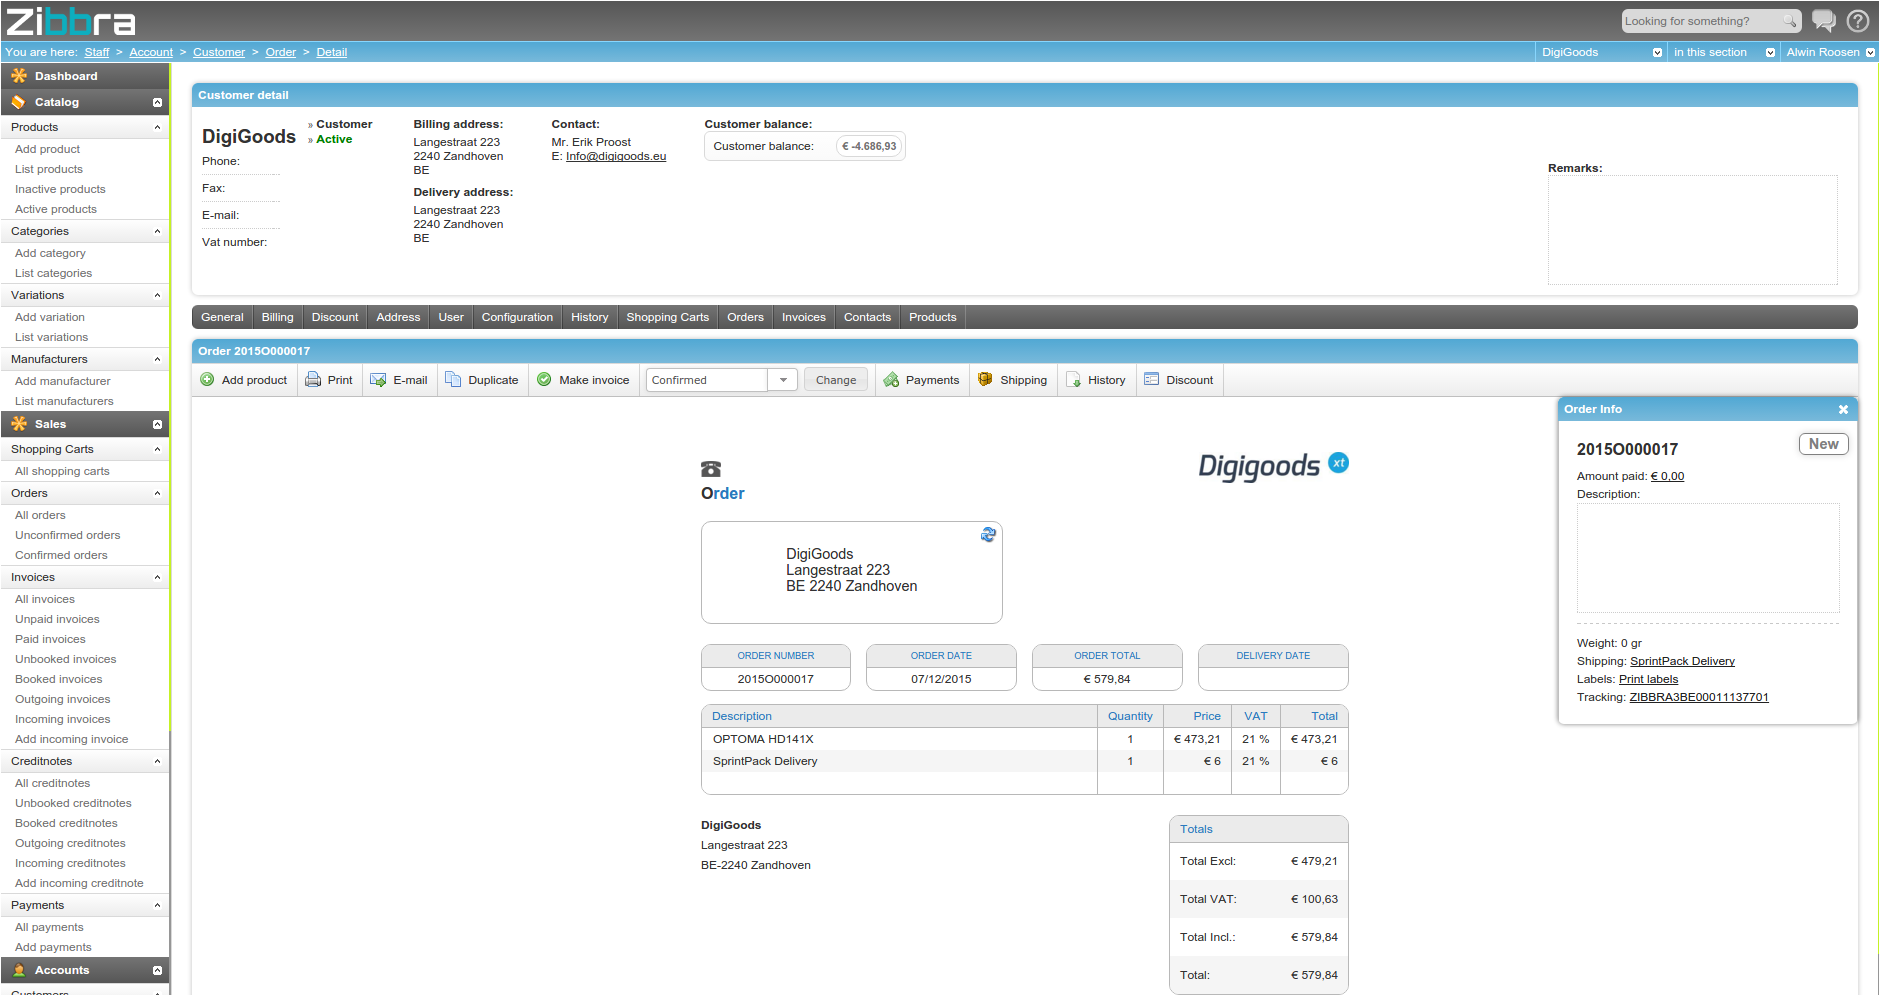 Zibbra
Looking for something?
You are here: Staff > Account > Customer > Order > Detail
DigiGoods
in this section
Alwin Roosen
Dashboard
Catalog
Products
Add product
List products
Inactive products
Active products
Categories
Add category
List categories
Variations
Add variation
List variations
Manufacturers
Add manufacturer
List manufacturers
Sales
Shopping Carts
All shopping carts
Orders
All orders
Unconfirmed orders
Confirmed orders
Invoices
All invoices
Unpaid invoices
Paid invoices
Unbooked invoices
Booked invoices
Outgoing invoices
Incoming invoices
Add incoming invoice
Creditnotes
All creditnotes
Unbooked creditnotes
Booked creditnotes
Outgoing creditnotes
Incoming creditnotes
Add incoming creditnote
Payments
All payments
Add payments
Accounts
Customers
Customer detail
DigiGoods
» Customer
» Active
Phone:
Fax:
E-mail:
Vat number:
Billing address:
Langestraat 223
2240 Zandhoven
BE
Delivery address:
Langestraat 223
2240 Zandhoven
BE
Contact:
Mr. Erik Proost
E: Info@digigoods.eu
Customer balance:
Customer balance: € -4.686,93
Remarks:
General Billing Discount Address User Configuration History Shopping Carts Orders Invoices Contacts Products
Order 2015O000017
Add product Print E-mail Duplicate Make invoice Confirmed Change Payments Shipping History Discount
Order
Digigoods xt
DigiGoods
Langestraat 223
BE 2240 Zandhoven
ORDER NUMBER ORDER DATE ORDER TOTAL DELIVERY DATE
2015O000017 07/12/2015 € 579,84
Description Quantity Price VAT Total
OPTOMA HD141X 1 € 473,21 21 % € 473,21
SprintPack Delivery 1 € 6 21 % € 6
DigiGoods
Langestraat 223
BE-2240 Zandhoven
Totals
Total Excl: € 479,21
Total VAT: € 100,63
Total Incl.: € 579,84
Total: € 579,84
Order Info
2015O000017 New
Amount paid: € 0,00
Description:
Weight: 0 gr
Shipping: SprintPack Delivery
Labels: Print labels
Tracking: ZIBBRA3BE00011137701